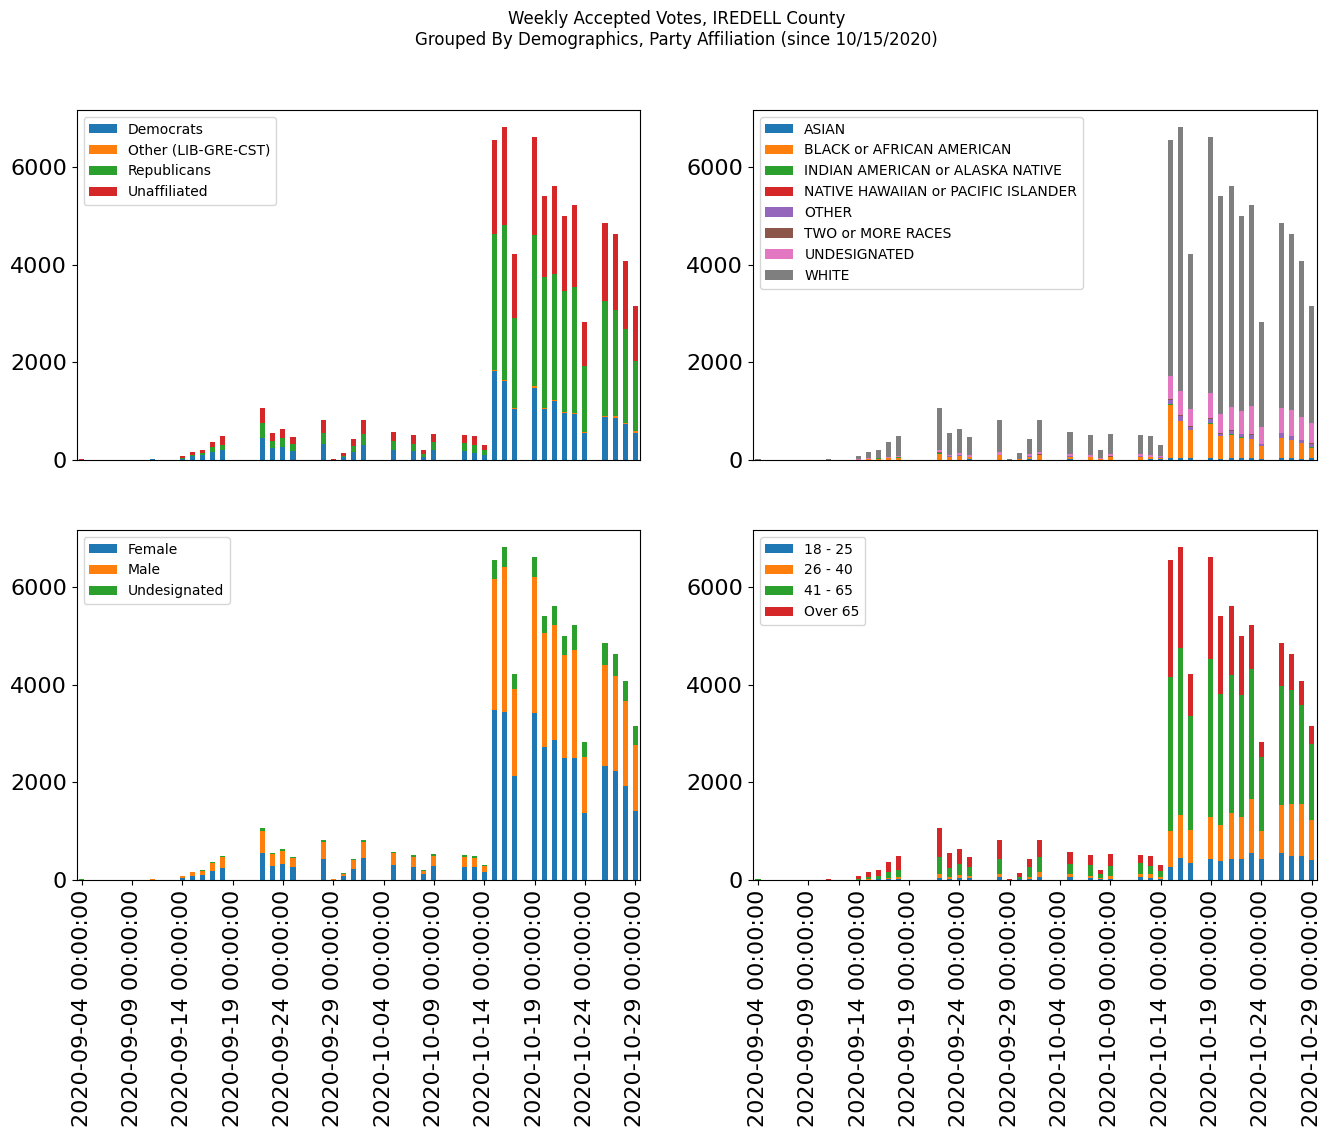 Weekly Accepted Votes, IREDELL County
Grouped By Demographics, Party Affiliation (since 10/15/2020)
6000
4000
2000
0
Democrats
Other (LIB-GRE-CST)
Republicans
Unaffiliated
6000
4000
2000
0
ASIAN
BLACK or AFRICAN AMERICAN
INDIAN AMERICAN or ALASKA NATIVE
NATIVE HAWAIIAN or PACIFIC ISLANDER
OTHER
TWO or MORE RACES
UNDESIGNATED
WHITE
6000
4000
2000
0
Female
Male
Undesignated
2020-09-04 00:00:00
2020-09-09 00:00:00
2020-09-14 00:00:00
2020-09-19 00:00:00
2020-09-24 00:00:00
2020-09-29 00:00:00
2020-10-04 00:00:00
2020-10-09 00:00:00
2020-10-14 00:00:00
2020-10-19 00:00:00
2020-10-24 00:00:00
2020-10-29 00:00:00
6000
4000
2000
0
18 - 25
26 - 40
41 - 65
Over 65
2020-09-04 00:00:00
2020-09-09 00:00:00
2020-09-14 00:00:00
2020-09-19 00:00:00
2020-09-24 00:00:00
2020-09-29 00:00:00
2020-10-04 00:00:00
2020-10-09 00:00:00
2020-10-14 00:00:00
2020-10-19 00:00:00
2020-10-24 00:00:00
2020-10-29 00:00:00